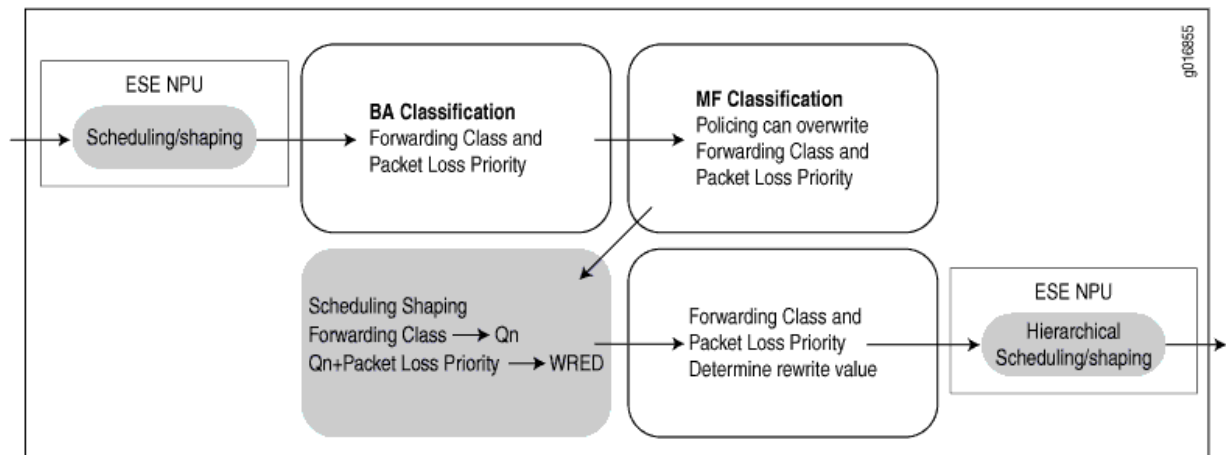 g016855
ESE NPU
Scheduling/shaping
BA Classification
Forwarding Class and
Packet Loss Priority
MF Classification
Policing can overwrite
Forwarding Class and
Packet Loss Priority
Scheduling Shaping
Forwarding Class → Qn
Qn+Packet Loss Priority → WRED
Forwarding Class and
Packet Loss Priority
Determine rewrite value
ESE NPU
Hierarchical
Scheduling/shaping